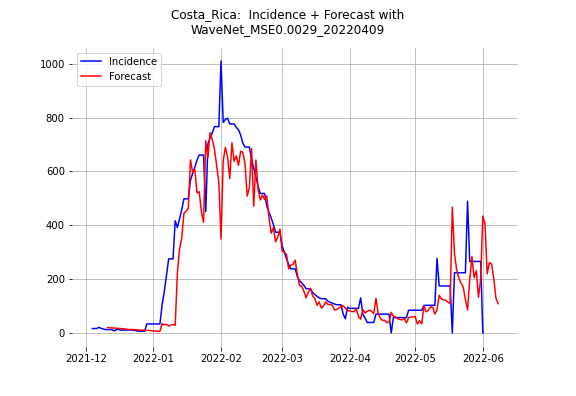 Costa_Rica:  Incidence + Forecast with
WaveNet_MSE0.0029_20220409
Incidence
Forecast
1000
800
600
400
200
0
2021-12 2022-01 2022-02 2022-03 2022-04 2022-05 2022-06